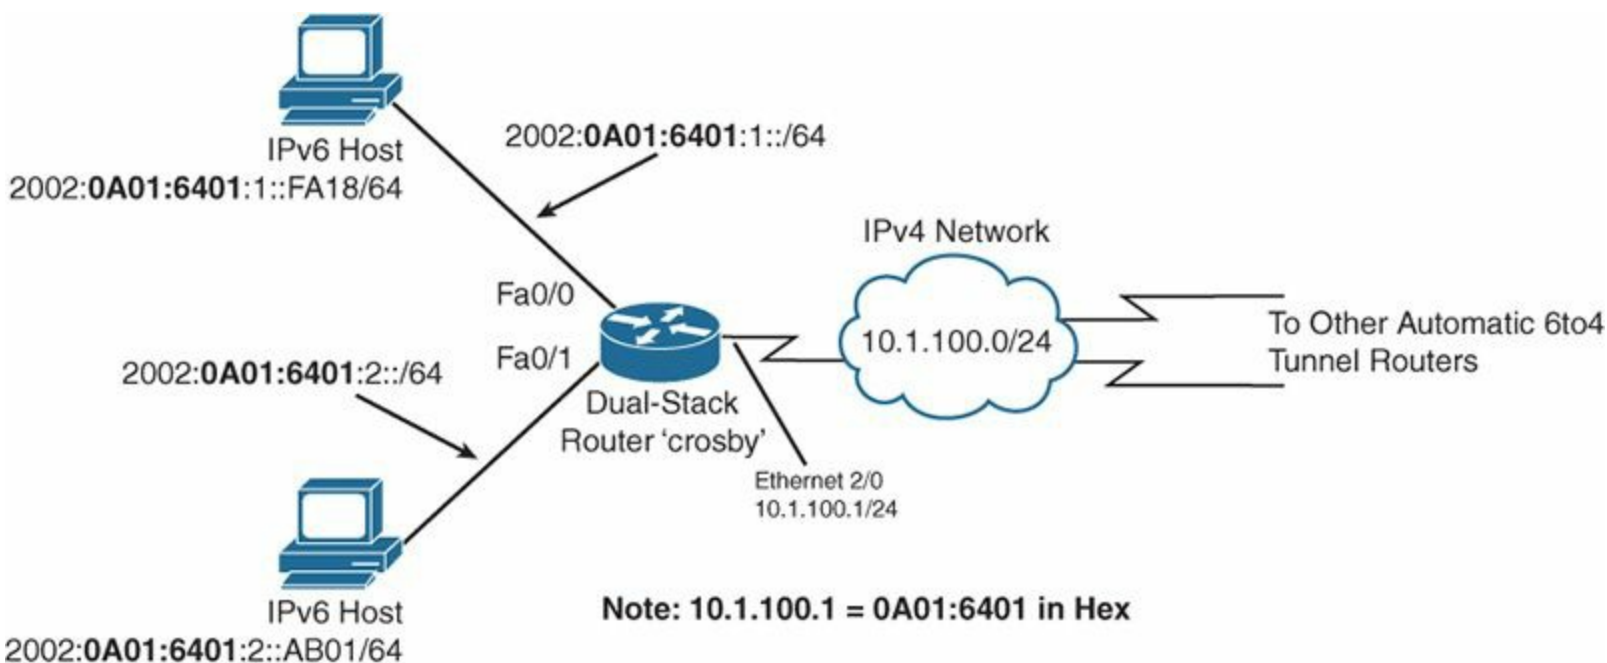 IPv6 Host
2002:0A01:6401:1::FA18/64
2002:0A01:6401:1::/64
Fa0/0
Fa0/1
2002:0A01:6401:2::/64
Dual-Stack
Router ‘crosby’
IPv4 Network
10.1.100.0/24
To Other Automatic 6to4
Tunnel Routers
Ethernet 2/0
10.1.100.1/24
IPv6 Host
2002:0A01:6401:2::AB01/64
Note: 10.1.100.1 = 0A01:6401 in Hex